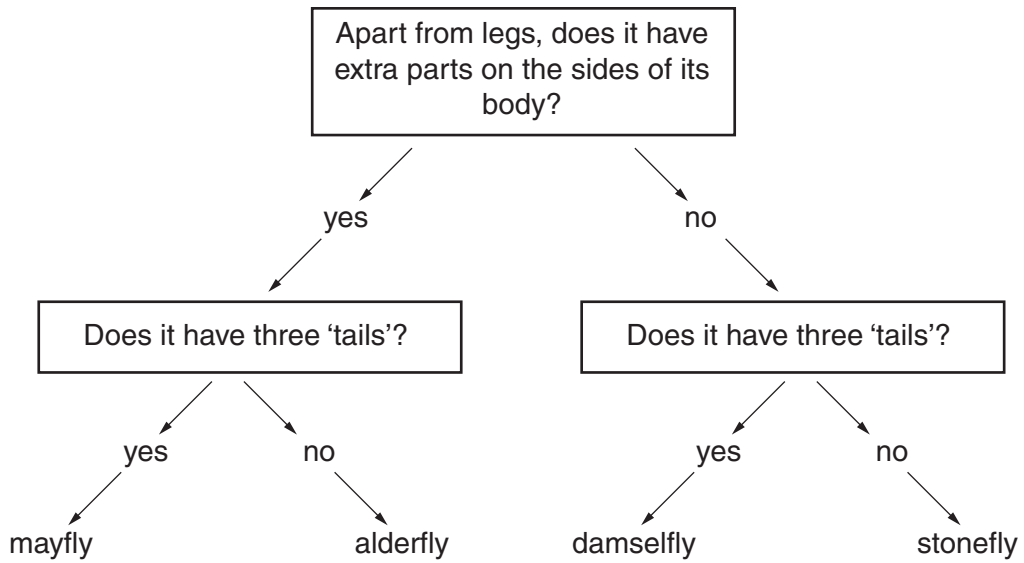 Apart from legs, does it have
extra parts on the sides of its
body?
yes
no
Does it have three ‘tails’?
Does it have three ‘tails’?
yes
no
yes
no
mayfly
alderfly
damselfly
stonefly